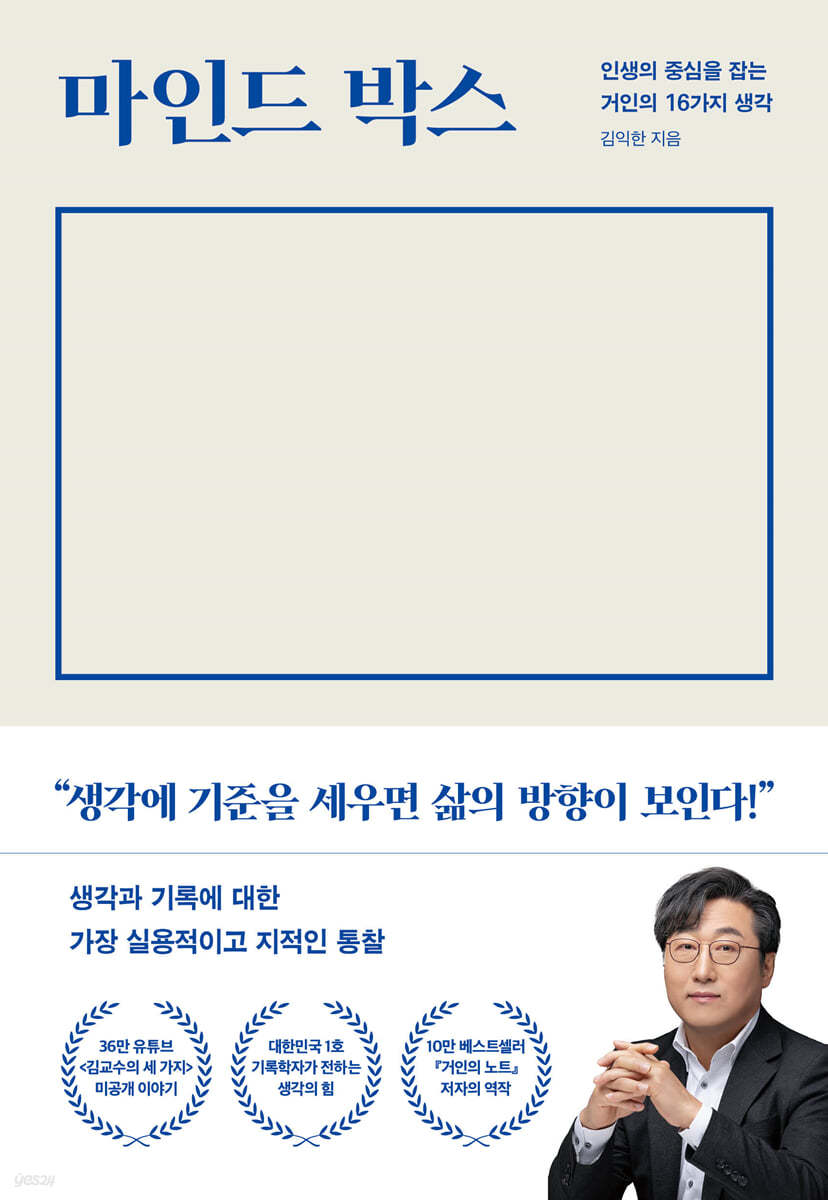 마인드 박스
인생의 중심을 잡는
거인의 16가지 생각
김익한 지음
“생각에 기준을 세우면 삶의 방향이 보인다!”
생각과 기록에 대한
가장 실용적이고 지적인 통찰
36만 유튜브
<김교수의 세 가지>
미공개 이야기
대한민국 1호
기록학자가 전하는
생각의 힘
10만 베스트셀러
『거인의 노트』
저자의 역작
yes24